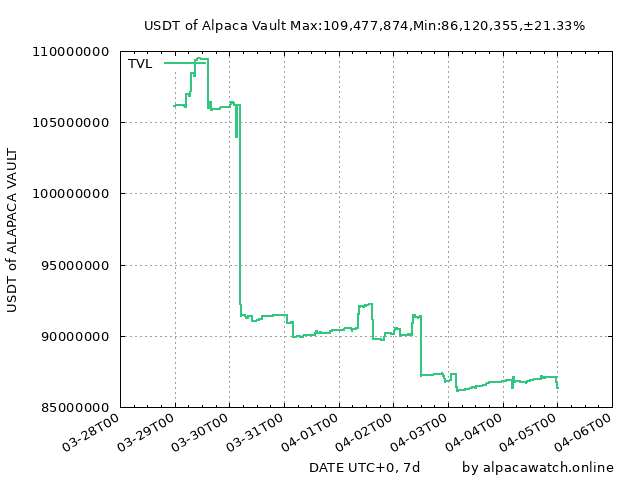 USDT of Alpaca Vault Max:109,477,874,Min:86,120,355,±21.33%
110000000
TVL
105000000
100000000
95000000
90000000
85000000
USDT of ALAPACA VAULT
03-28T00
03-29T00
03-30T00
03-31T00
04-01T00
04-02T00
04-03T00
04-04T00
04-05T00
04-06T00
DATE UTC+0, 7d
by alpacawatch.online